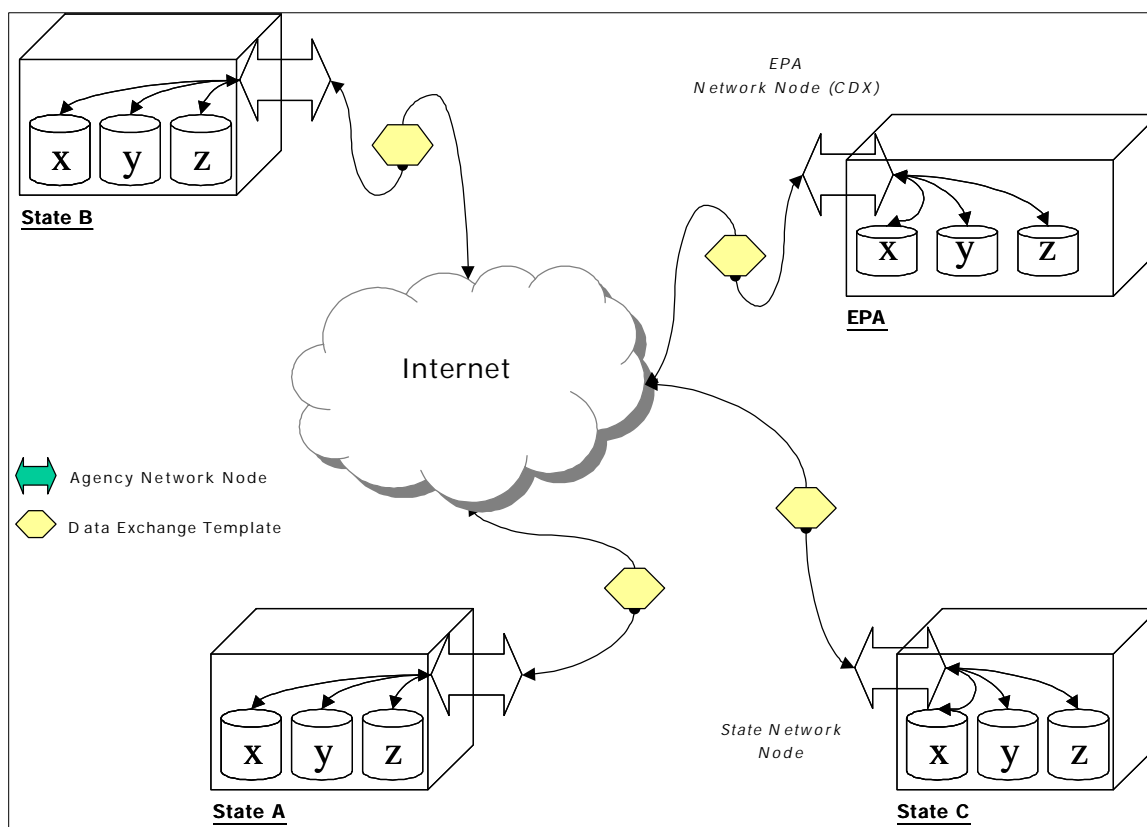 EPA
Network Node (CDX)
x y z
State B
x y z
EPA
Internet
Agency Network Node
Data Exchange Template
x y z
State A
State Network
Node
x y z
State C